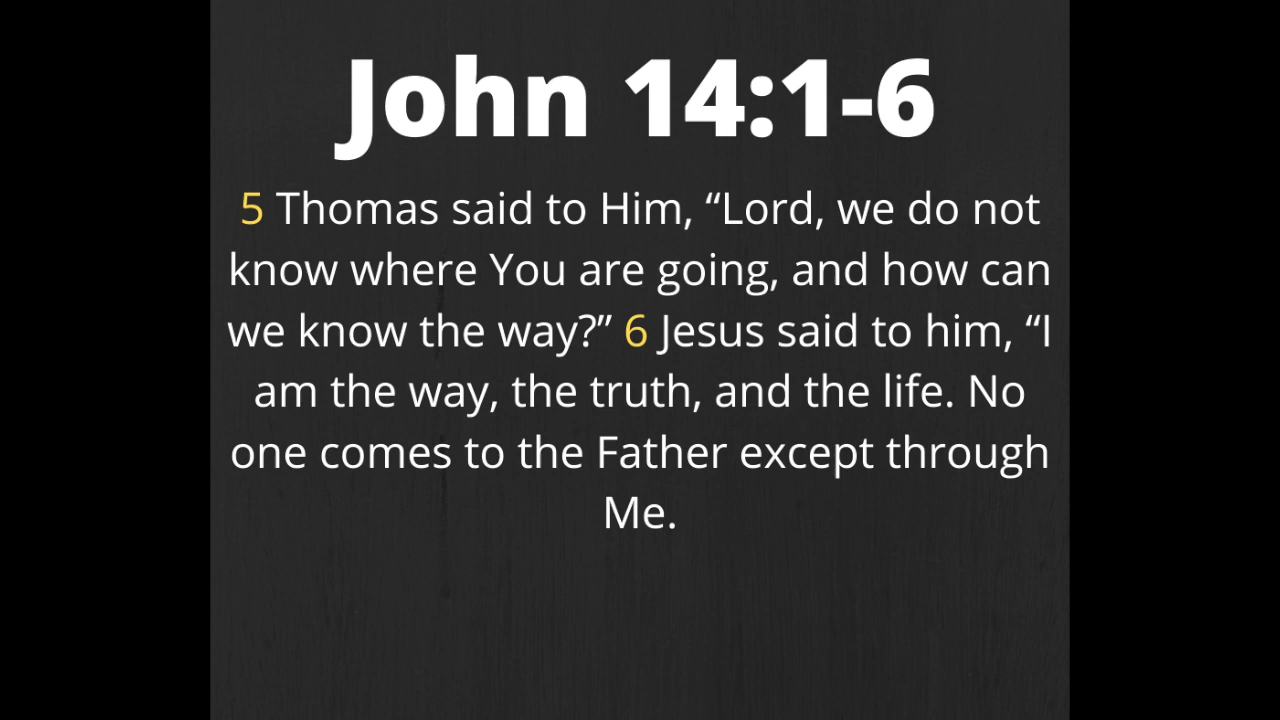 John 14:1-6
5 Thomas said to Him, “Lord, we do not
know where You are going, and how can
we know the way?” 6 Jesus said to him, “I
am the way, the truth, and the life. No
one comes to the Father except through
Me.